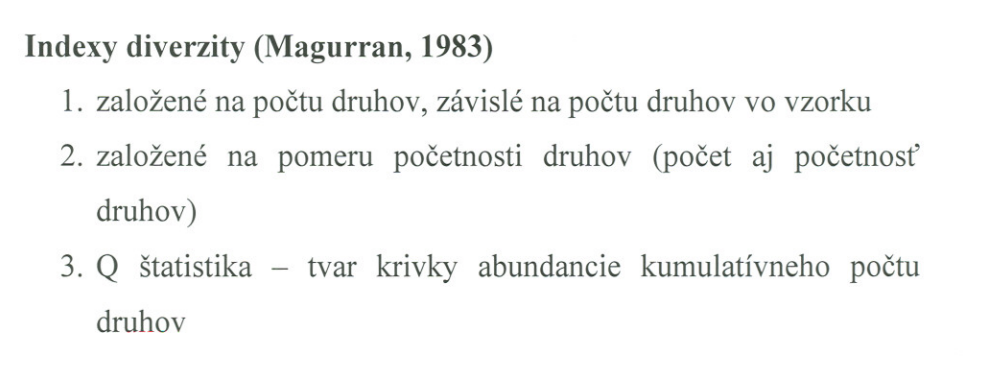 Indexy diverzity (Magurran, 1983)
1. založené na počtu druhov, závislé na počtu druhov vo vzorku
2. založené na pomeru početnosti druhov (počet aj početnosť
druhov)
3. Q štatistika – tvar krivky abundancie kumulatívneho počtu
druhov